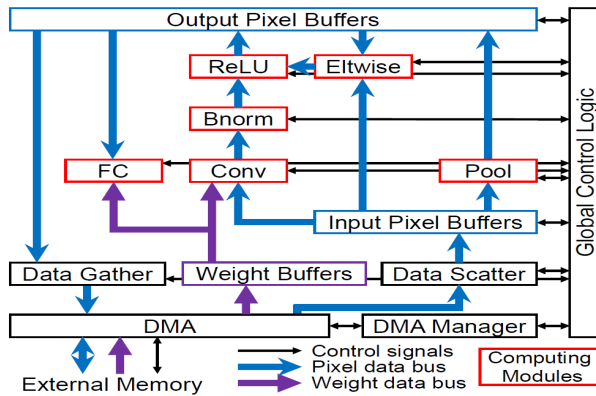 Output Pixel Buffers
ReLU
Eltwise
Bnorm
FC
Conv
Pool
Global Control Logic
Input Pixel Buffers
Data Gather
Weight Buffers
Data Scatter
DMA
DMA Manager
External Memory
Control signals
Pixel data bus
Weight data bus
Computing
Modules